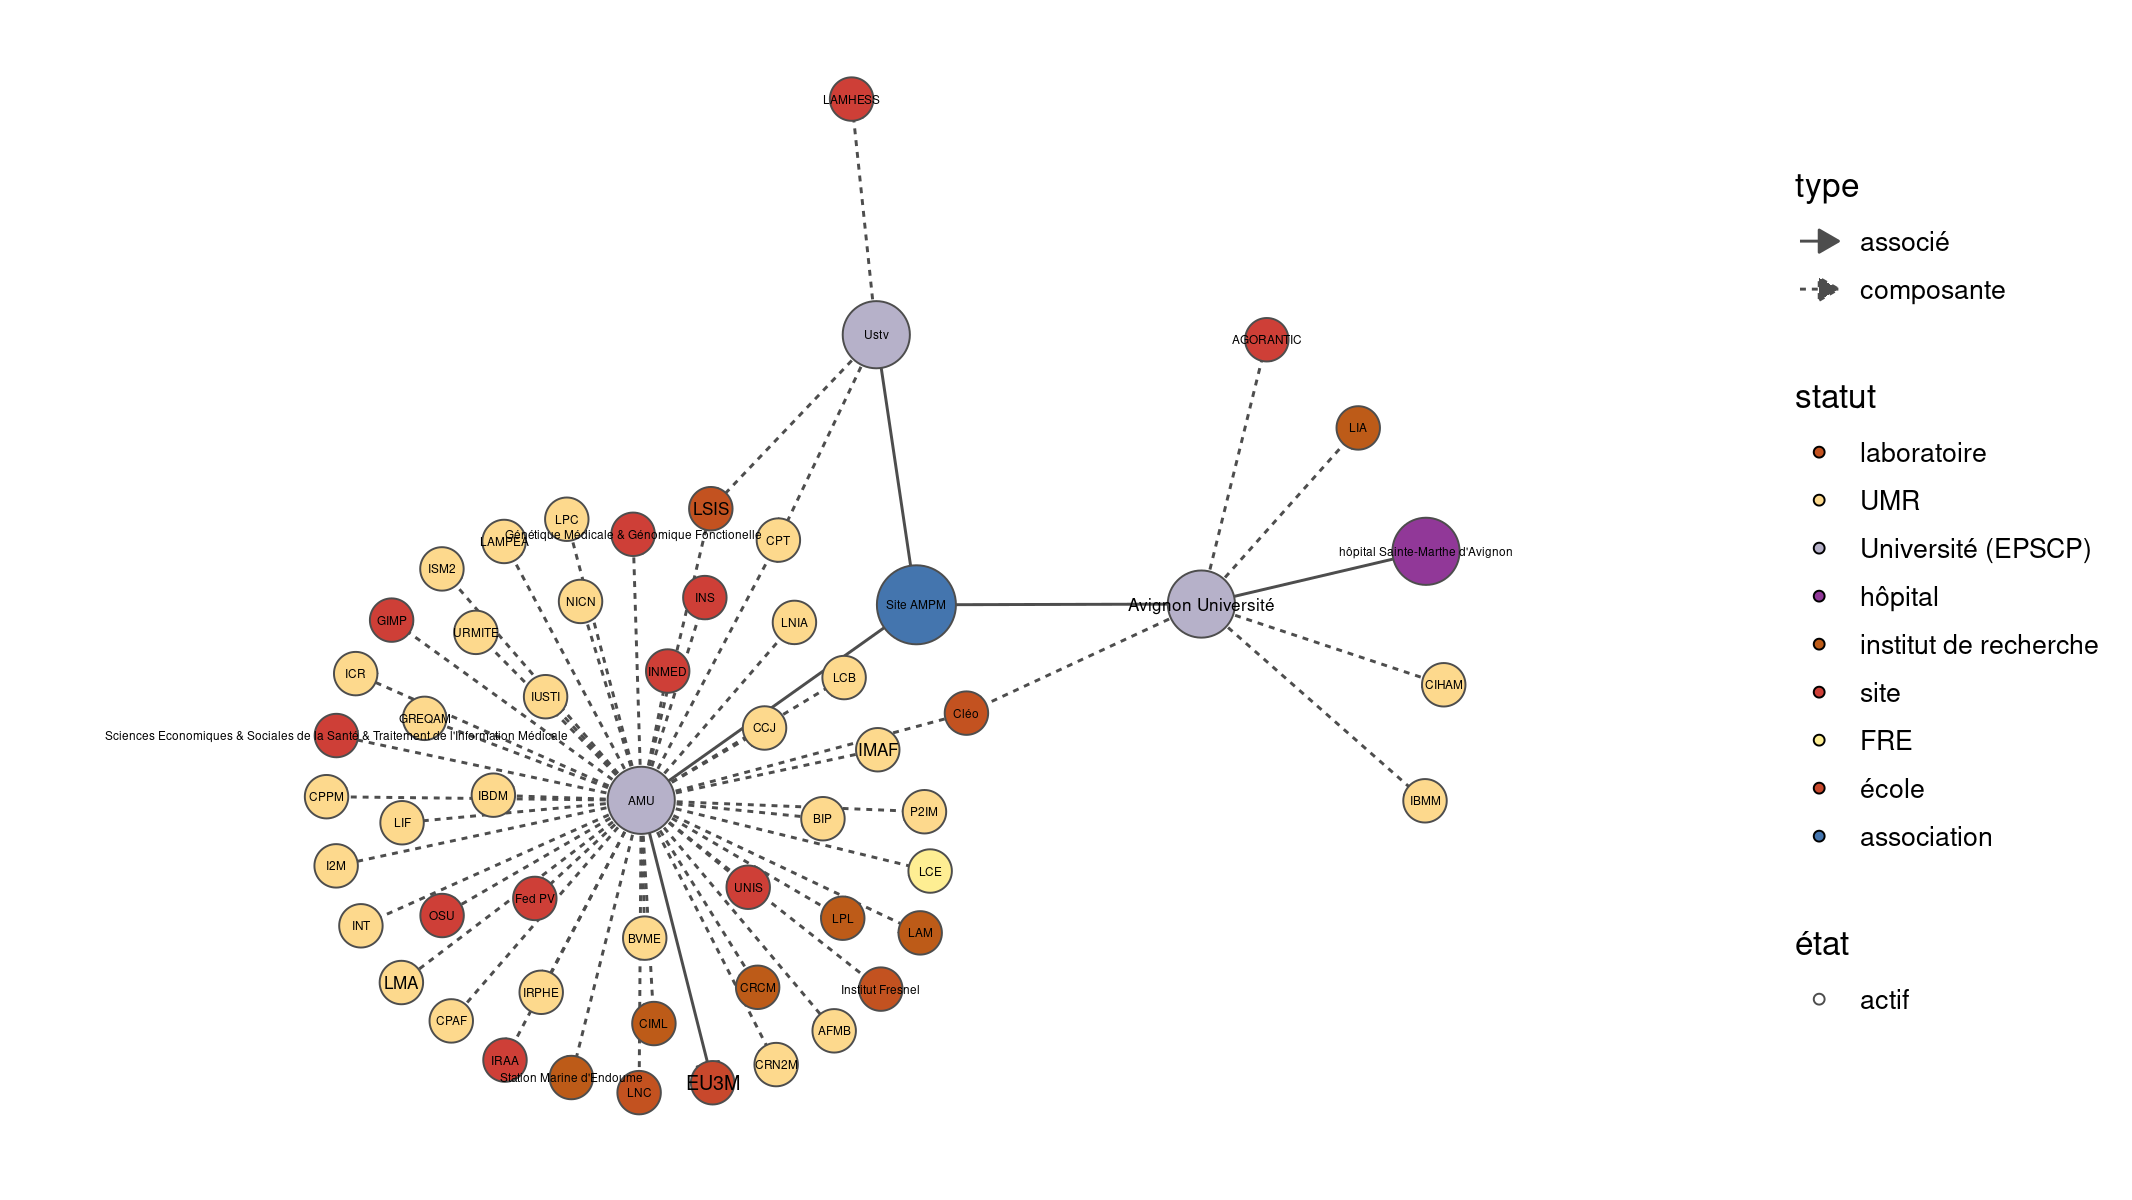 LAMHESS
Ustv
AGORANTIC
LIA
LSIS
LPC
Génétique Médicale & Génomique Fonctionelle
LAMPEA
CPT
hôpital Sainte-Marthe d'Avignon
ISM2
INS
NICN
Site AMPM
Avignon Université
GIMP
LNIA
URMITE
INMED
ICR
LCB
CIHAM
IUSTI
Cléo
GREQAM
CCJ
Sciences Economiques & Sociales de la Santé & Traitement de l'Information Médicale
IMAF
CPPM
IBDM
AMU
IBMM
P2IM
BIP
LIF
I2M
LCE
UNIS
Fed PV
OSU
LPL
INT
LAM
BVME
LMA
IRPHE
CRCM
Institut Fresnel
CPAF
CIML
AFMB
IRAA
CRN2M
Station Marine d'Endoume
EU3M
LNC
type
associé
composante
statut
laboratoire
UMR
Université (EPSCP)
hôpital
institut de recherche
site
FRE
école
association
état
actif